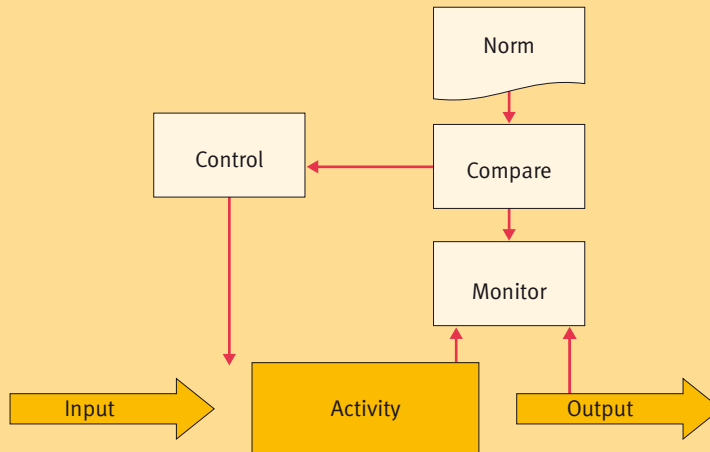 Norm
Control
Compare
Monitor
Input
Activity
Output